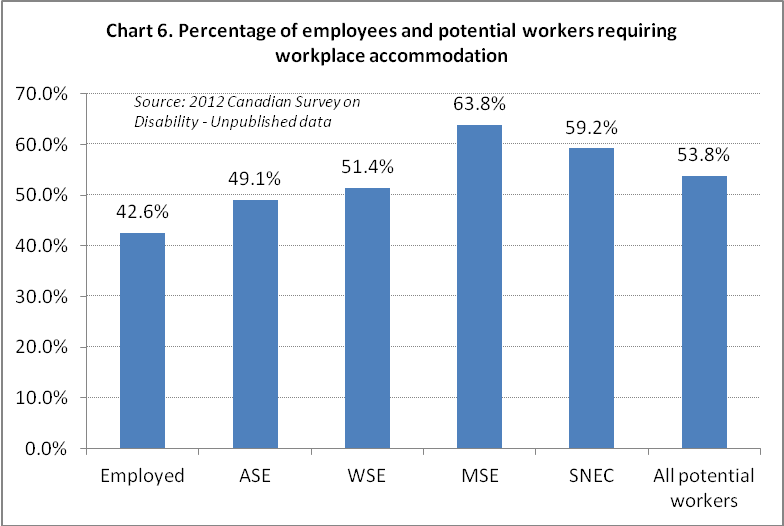 Chart 6. Percentage of employees and potential workers requiring
workplace accommodation
Source: 2012 Canadian Survey on
Disability - Unpublished data
70.0%
60.0%
50.0%
40.0%
30.0%
20.0%
10.0%
0.0%
42.6%
49.1%
51.4%
63.8%
59.2%
53.8%
Employed
ASE
WSE
MSE
SNEC
All potential
workers